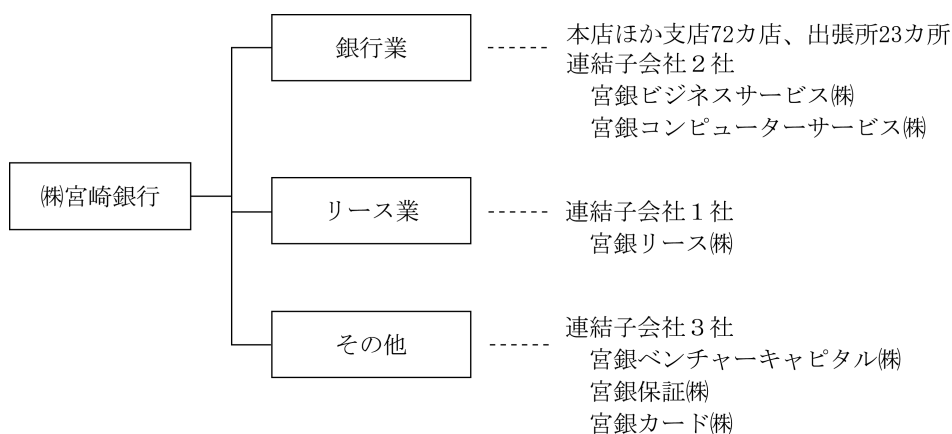 ㈱宮崎銀行
銀行業
本店ほか支店72カ店、出張所23カ所
連結子会社２社
宮銀ビジネスサービス㈱
宮銀コンピューターサービス㈱
リース業
連結子会社１社
宮銀リース㈱
その他
連結子会社３社
宮銀ベンチャーキャピタル㈱
宮銀保証㈱
宮銀カード㈱